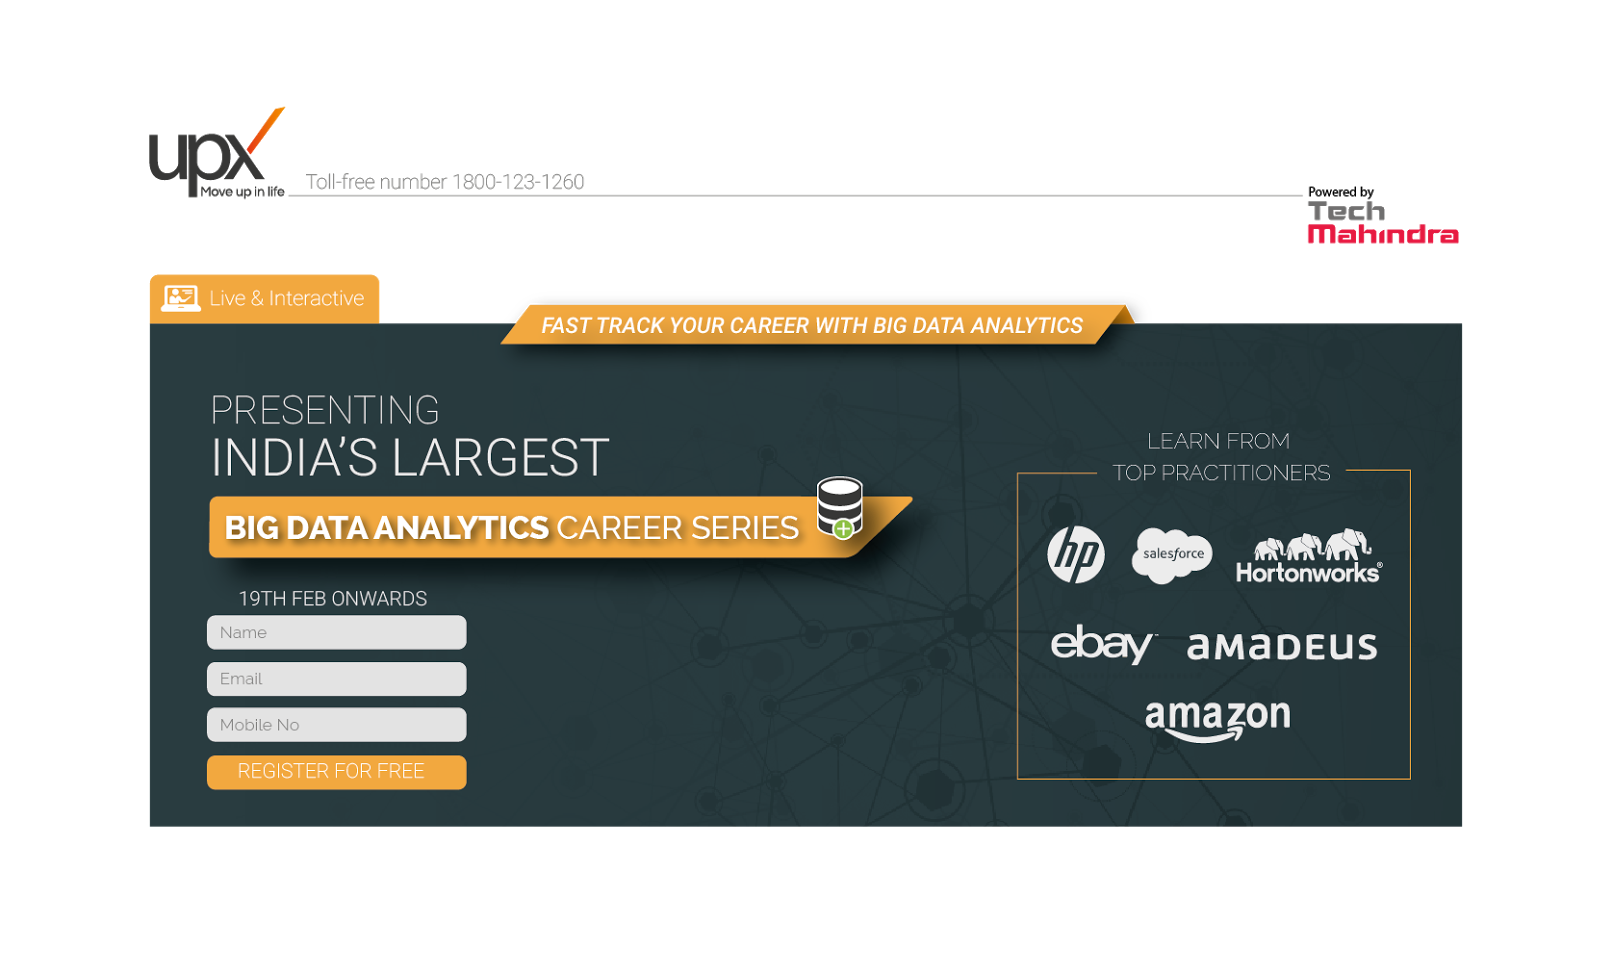 upx
Move up in life
Toll-free number 1800-123-1260
Powered by
Tech
Mahindra
Live & Interactive
FAST TRACK YOUR CAREER WITH BIG DATA ANALYTICS
PRESENTING
INDIA'S LARGEST
BIG DATA ANALYTICS CAREER SERIES
19TH FEB ONWARDS
Name
Email
Mobile No
REGISTER FOR FREE
LEARN FROM
TOP PRACTITIONERS
hp salesforce Hortonworks®
ebay™ amadeus
amazon